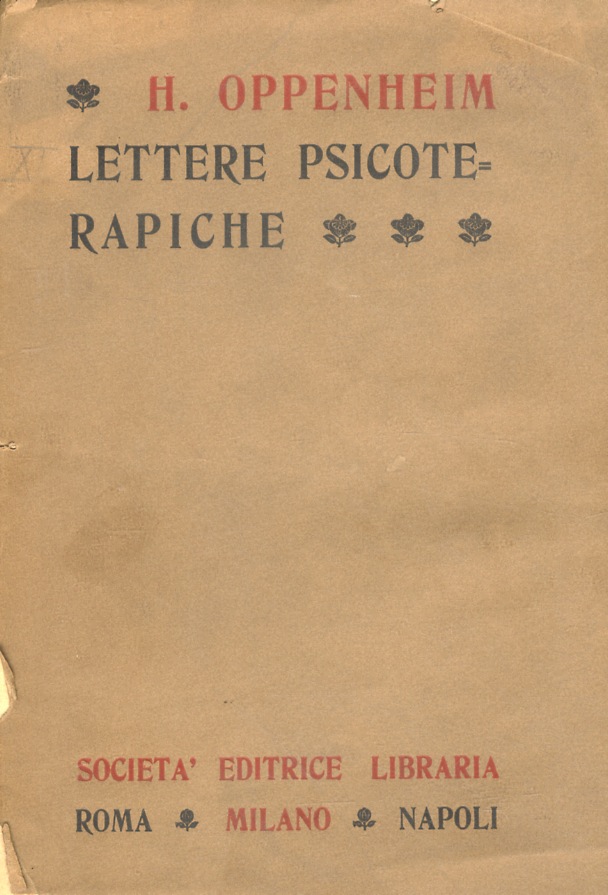 H. OPPENHEIM
LETTERE PSICOTE=
RAPICHE
SOCIETA' EDITRICE LIBRARIA
ROMA MILANO NAPOLI